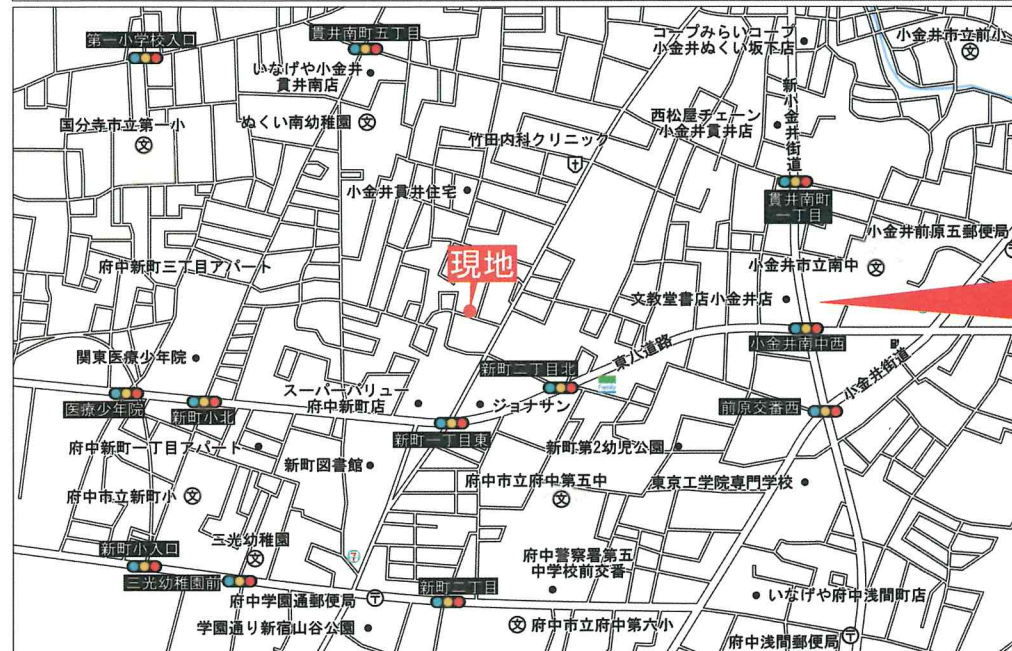 第一小学校入口
貫井南町五丁目
コープみらいコープ
小金井ぬくい坂下店
小金井市立前小
文
いなげや小金井
貫井南店
新小金井街道
国分寺市立第一小
文
ぬくい南幼稚園 文
西松屋チェーン
小金井貫井店
竹田内科クリニック
小金井貫井住宅
貫井南町
一丁目
小金井前原五郵便局
府中新町三丁目アパート
現地
小金井市立南中 文
文教堂書店小金井店
小金井南中西
関東医療少年院
新町二丁目北
東八道路
小金井街道
Family
医療少年院
新町小北
スーパーバリュー
府中新町店
ジョナサン
前原交番西
新町一丁目東
府中新町一丁目アパート
新町図書館
新町第2幼児公園
府中市立府中第五中
文
東京工学院専門学校
府中市立新町小 文
三光幼稚園
文
新町小入口
三光幼稚園前
7
府中警察署第五
中学校前交番
府中学園通郵便局 〒
新町二丁目
いなげや府中浅間町店
学園通り新宿山谷公園
文 府中市立府中第六小
府中浅間郵便局 〒